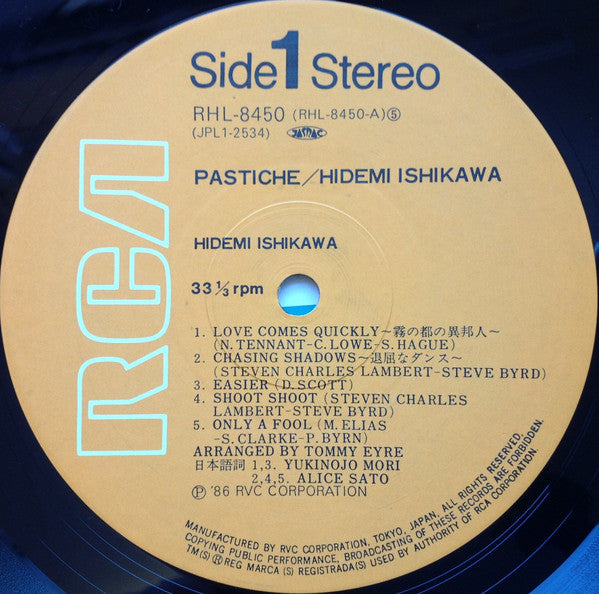 RCA
Side 1 Stereo
RHL-8450 (RHL-8450-A)⑤
(JPL1-2534) JASRAC
PASTICHE/HIDEMI ISHIKAWA
HIDEMI ISHIKAWA
33 1/3 rpm
1. LOVE COMES QUICKLY～霧の都の異邦人～
(N.TENNANT-C.LOWE-S.HAGUE)
2. CHASING SHADOWS～退屈なダンス～
(STEVEN CHARLES LAMBERT-STEVE BYRD)
3. EASIER (D.SCOTT)
4. SHOOT SHOOT (STEVEN CHARLES
LAMBERT-STEVE BYRD)
5. ONLY A FOOL (M.ELIAS
-S.CLARKE-P.BYRN)
ARRANGED BY TOMMY EYRE
日本語詞 1,3. YUKINOJO MORI
2,4,5. ALICE SATO
Ⓟ '86 RVC CORPORATION
MANUFACTURED BY RVC CORPORATION, TOKYO, JAPAN, ALL RIGHTS RESERVED,
COPYING PUBLIC PERFORMANCE, BROADCASTING OF THESE RECORDS ARE FORBIDDEN.
TM(S) ® REG MARCA (S) REGISTRADA(S) USED BY AUTHORITY OF RCA CORPORATION.